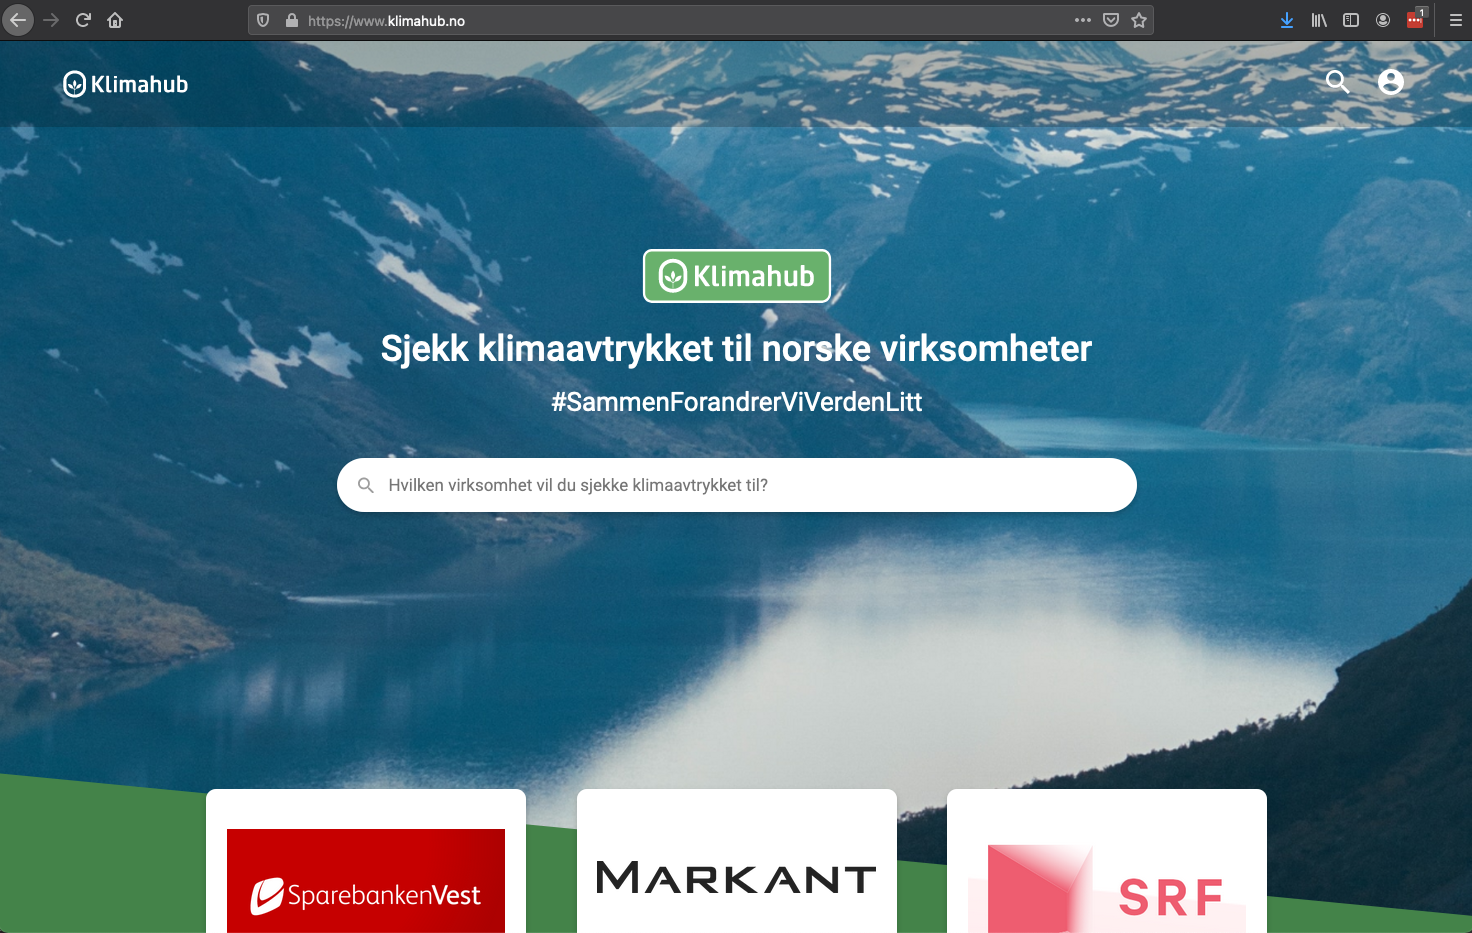 https://www.klimahub.no
1
Klimahub
Klimahub
Sjekk klimaavtrykket til norske virksomheter
#SammenForandrerViVerdenLitt
Hvilken virksomhet vil du sjekke klimaavtrykket til?
SparebankenVest
MARKANT
SRF